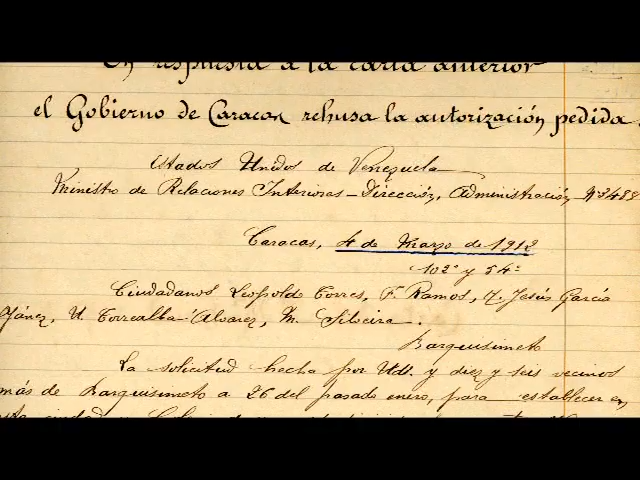 En respuesta a la carta anterior
el Gobierno de Caracas rehusa la autorización pedida.
Estados Unidos de Venezuela
Ministro de Relaciones Interiores - Dirección, Administración, Nº 3488
Caracas, 4 de Marzo de 1912
102º y 54º
Ciudadanos Leopoldo Torres, F. Ramos, J. Jesús García
Yánez, U. Torrealba Alvarez, M. Silveira.
Barquisimeto
La solicitud hecha por Uds. y diez y seis vecinos
más de Barquisimeto a 26 del pasado enero, para establecer en
esta ciudad